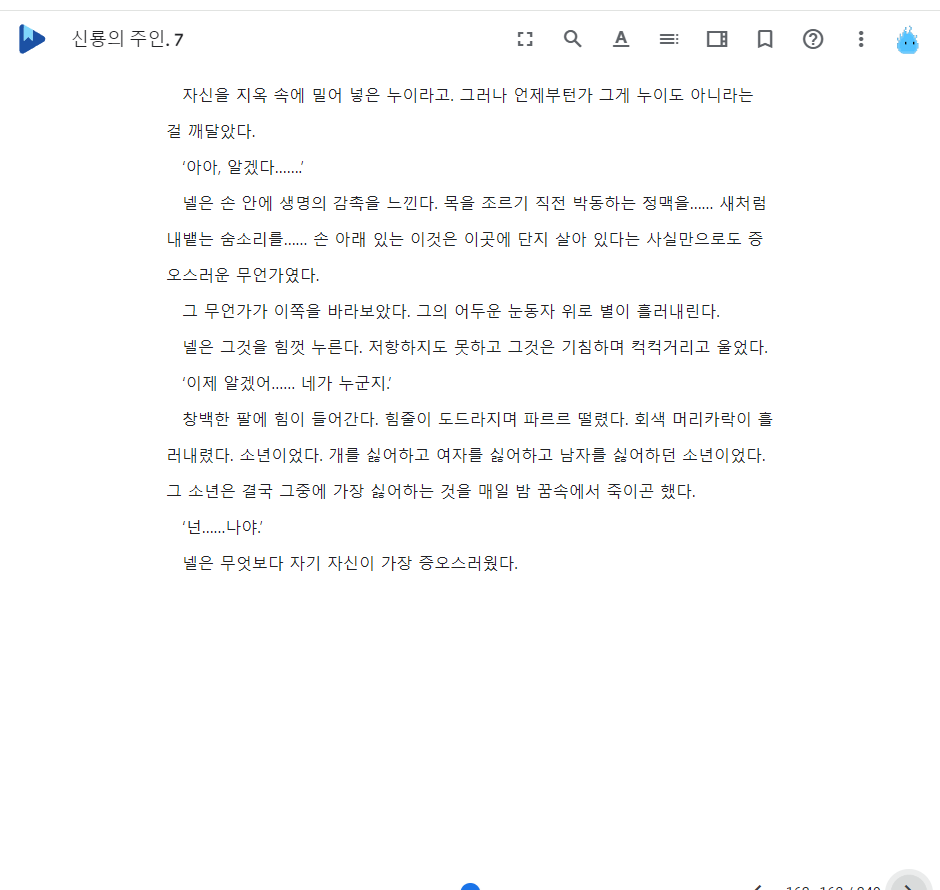 신룡의 주인. 7
자신을 지옥 속에 밀어 넣은 누이라고. 그러나 언제부턴가 그게 누이도 아니라는
걸 깨달았다.
‘아아, 알겠다…….’
넬은 손 안에 생명의 감촉을 느낀다. 목을 조르기 직전 박동하는 정맥을…… 새처럼
내뱉는 숨소리를…… 손 아래 있는 이것은 이곳에 단지 살아 있다는 사실만으로도 증
오스러운 무언가였다.
그 무언가가 이쪽을 바라보았다. 그의 어두운 눈동자 위로 별이 흘러내린다.
넬은 그것을 힘껏 누른다. 저항하지도 못하고 그것은 기침하며 컥컥거리고 울었다.
‘이제 알겠어…… 네가 누군지.’
창백한 팔에 힘이 들어간다. 힘줄이 도드라지며 파르르 떨렸다. 회색 머리카락이 흘
러내렸다. 소년이었다. 개를 싫어하고 여자를 싫어하고 남자를 싫어하던 소년이었다.
그 소년은 결국 그중에 가장 싫어하는 것을 매일 밤 꿈속에서 죽이곤 했다.
‘넌……나야.’
넬은 무엇보다 자기 자신이 가장 증오스러웠다.